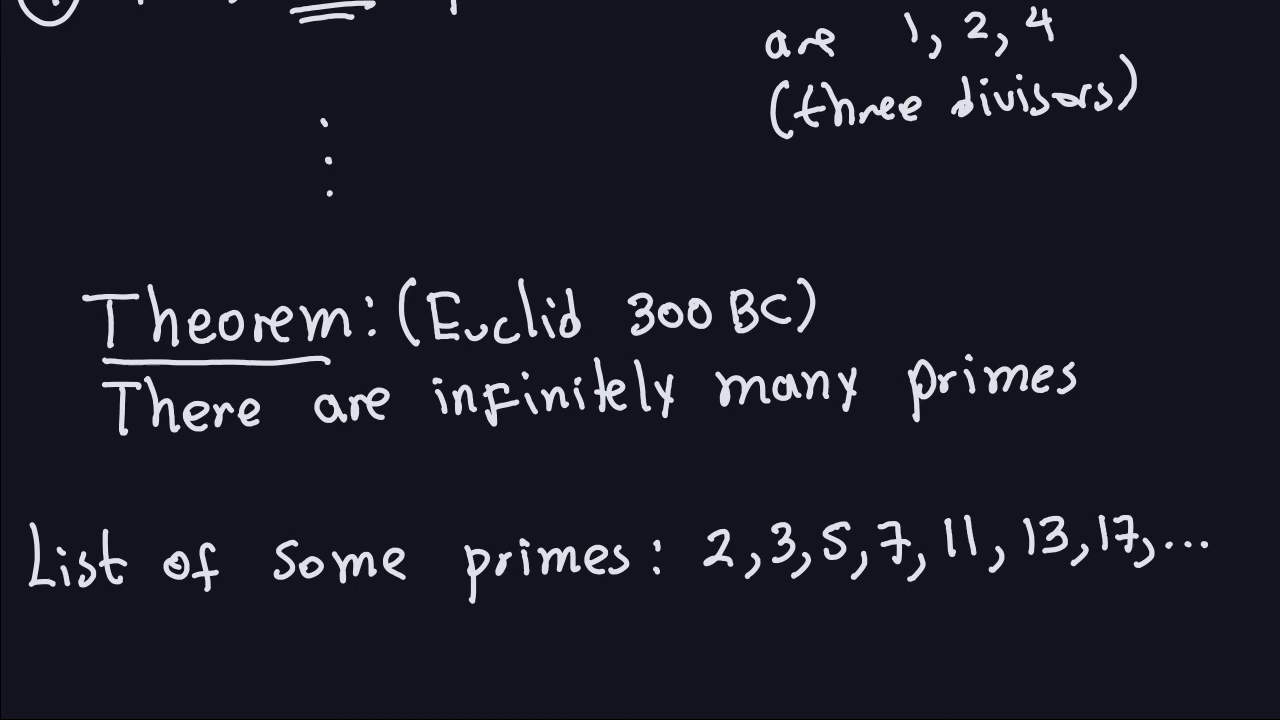 are 1, 2, 4
(three divisors)
Theorem: (Euclid 300 BC)
There are infinitely many primes
List of some primes: 2, 3, 5, 7, 11, 13, 17, ...